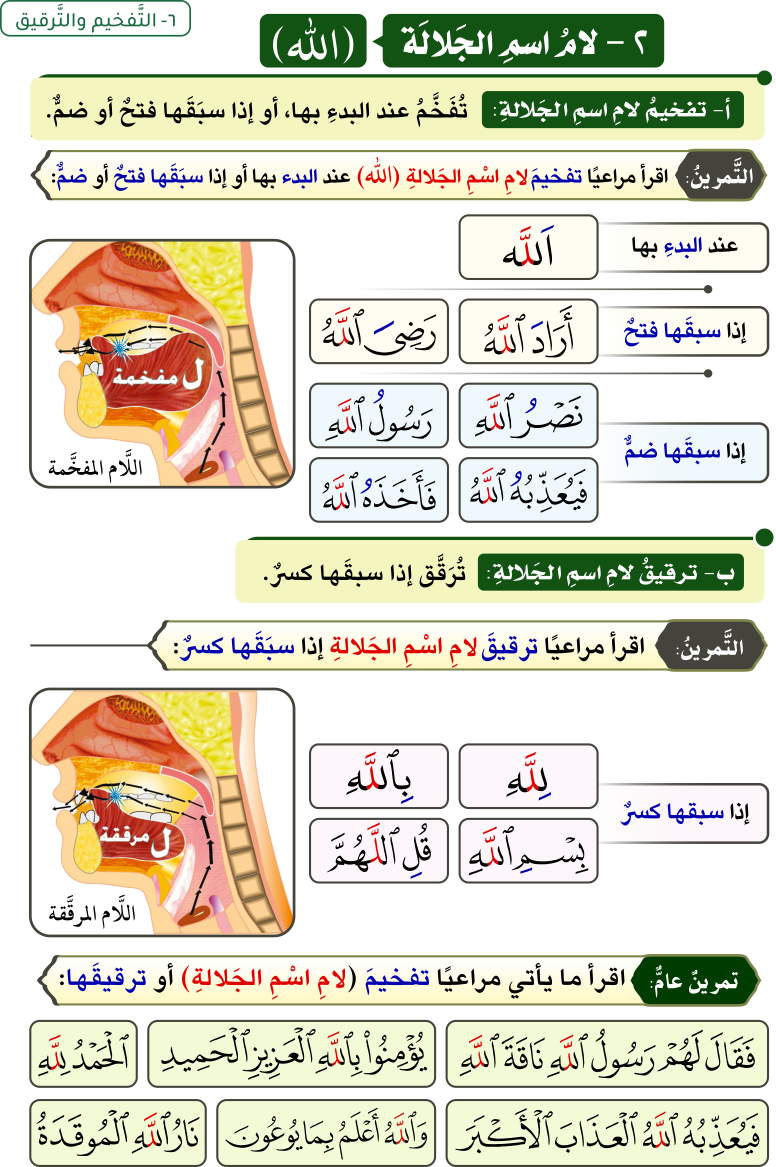 ٦- التَّفخيم والتَّرقيق
٢ - لامُ اسمِ الجَلالَة (الله)
أ- تفخيمُ لامِ اسمِ الجَلالةِ: تُفَخَّمُ عند البدءِ بها، أو إذا سبَقَها فتحٌ أو ضمٌّ.
التَّمرينُ: اقرأ مراعيًا تفخيمَ لامِ اسْمِ الجَلالةِ (الله) عند البدء بها أو إذا سبَقَها فتحٌ أو ضمٌّ:
عند البدءِ بها
اَللَّه
إذا سبقَها فتحٌ
أَرَادَ ٱللَّهُ
رَضِىَ ٱللَّهُ
إذا سبقَها ضمٌّ
نَصْرُ ٱللَّهِ
رَسُولُ ٱللَّهِ
فَيُعَذِّبُهُ ٱللَّهُ
فَأَخَذَهُ ٱللَّهُ
ل مفخمة
اللَّام المفخَّمة
ب- ترقيقُ لامِ اسمِ الجَلالةِ: تُرَقَّق إذا سبقَها كسرٌ.
التَّمرينُ: اقرأ مراعيًا ترقيقَ لامِ اسْمِ الجَلالةِ إذا سبَقَها كسرٌ:
إذا سبقها كسرٌ
لِلَّهِ
بِٱللَّهِ
بِسْمِ ٱللَّهِ
قُلِ ٱللَّهُمَّ
ل مرققة
اللَّام المرقَّقة
تمرينٌ عامٌّ: اقرأ ما يأتي مراعيًا تفخيمَ (لامِ اسْمِ الجَلالةِ) أو ترقيقَها:
فَقَالَ لَهُمْ رَسُولُ ٱللَّهِ نَاقَةَ ٱللَّهِ
يُؤْمِنُوا۟ بِٱللَّهِ ٱلْعَزِيزِ ٱلْحَمِيدِ
ٱلْحَمْدُ لِلَّهِ
فَيُعَذِّبُهُ ٱللَّهُ ٱلْعَذَابَ ٱلْأَكْبَرَ
وَٱللَّهُ أَعْلَمُ بِمَا يُوعُونَ
نَارُ ٱللَّهِ ٱلْمُوقَدَةُ